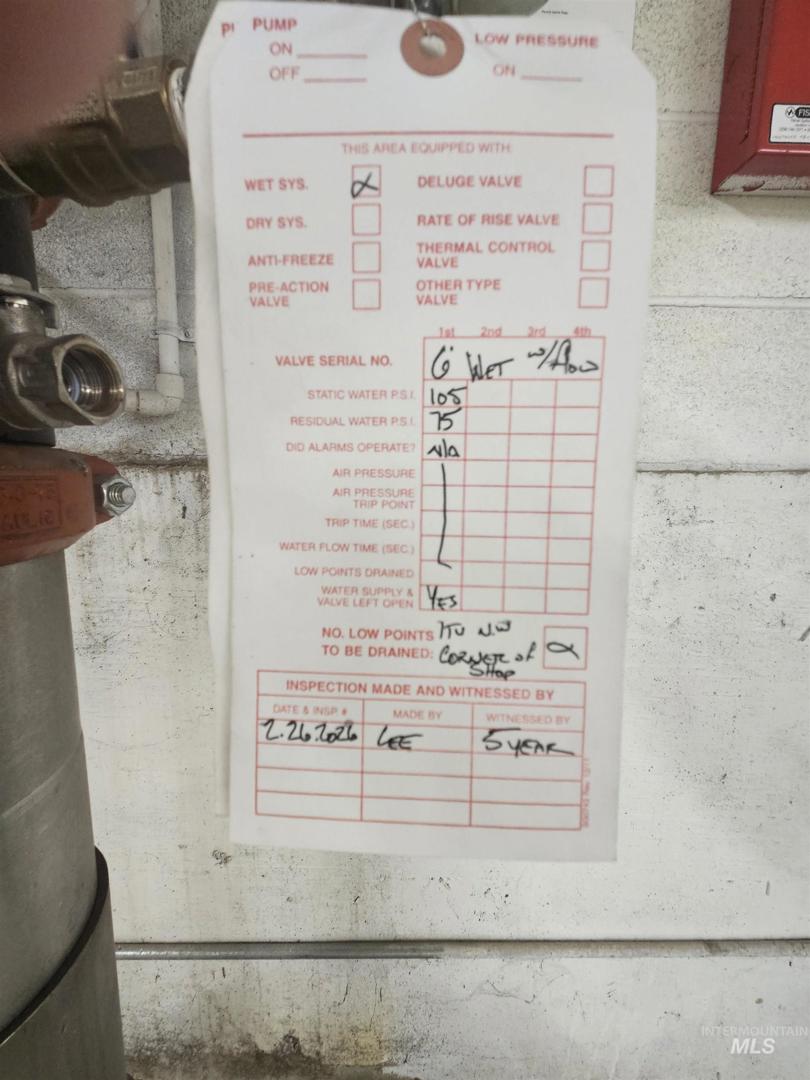 PUMP
ON
OFF
LOW PRESSURE
ON
THIS AREA EQUIPPED WITH:
WET SYS.
DELUGE VALVE
DRY SYS.
RATE OF RISE VALVE
ANTI-FREEZE
THERMAL CONTROL
VALVE
PRE-ACTION
VALVE
OTHER TYPE
VALVE
1st 2nd 3rd 4th
VALVE SERIAL NO. 6" WET w/flow
STATIC WATER P.S.I. 105
RESIDUAL WATER P.S.I. 75
DID ALARMS OPERATE? N/A
AIR PRESSURE
AIR PRESSURE
TRIP POINT
TRIP TIME (SEC.)
WATER FLOW TIME (SEC.)
LOW POINTS DRAINED
WATER SUPPLY &
VALVE LEFT OPEN YES
NO. LOW POINTS ITV N.W
TO BE DRAINED: CORNER of
SHOP
INSPECTION MADE AND WITNESSED BY
DATE & INSP. # MADE BY WITNESSED BY
2.26.2026 LEE 5 YEAR
INTERMOUNTAIN
MLS